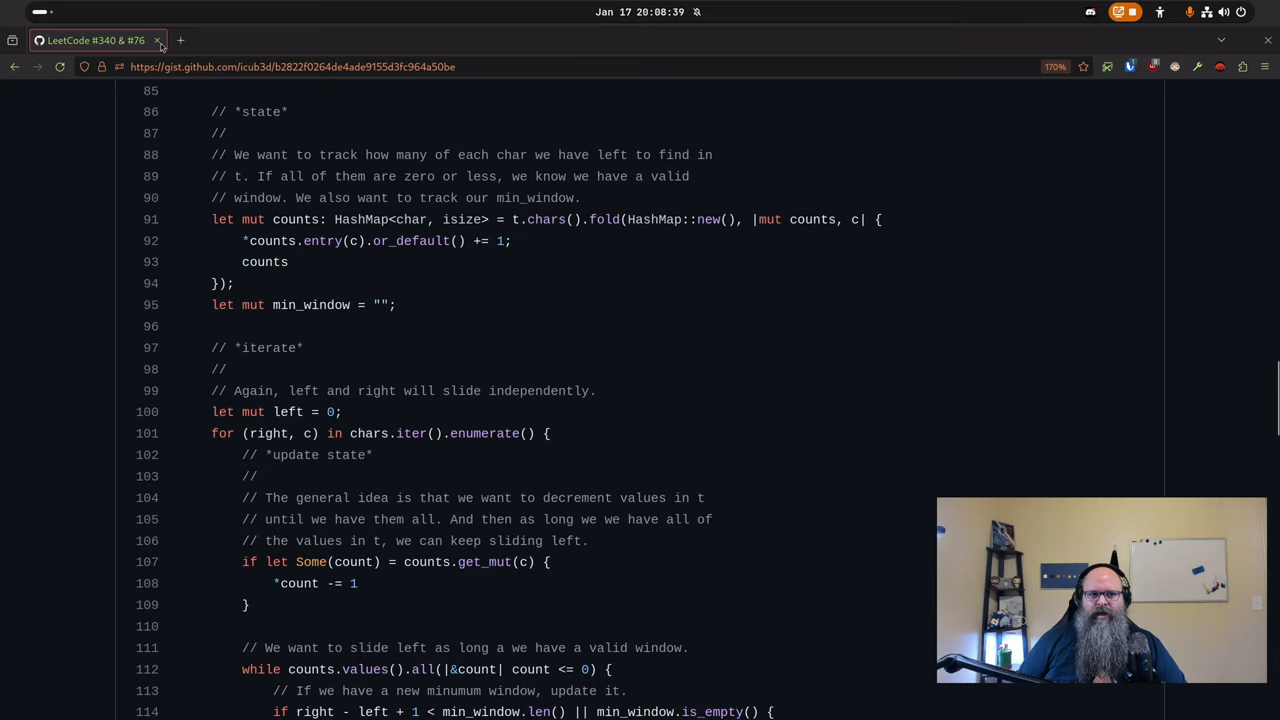 Jan 17 20:08:39
LeetCode #340 & #76
https://gist.github.com/icub3d/b2822f0264de4ade9155d3fc964a50be
170%
85
86 // *state*
87 //
88 // We want to track how many of each char we have left to find in
89 // t. If all of them are zero or less, we know we have a valid
90 // window. We also want to track our min_window.
91 let mut counts: HashMap<char, isize> = t.chars().fold(HashMap::new(), |mut counts, c| {
92 *counts.entry(c).or_default() += 1;
93 counts
94 });
95 let mut min_window = "";
96
97 // *iterate*
98 //
99 // Again, left and right will slide independently.
100 let mut left = 0;
101 for (right, c) in chars.iter().enumerate() {
102 // *update state*
103 //
104 // The general idea is that we want to decrement values in t
105 // until we have them all. And then as long we we have all of
106 // the values in t, we can keep sliding left.
107 if let Some(count) = counts.get_mut(c) {
108 *count -= 1
109 }
110
111 // We want to slide left as long a we have a valid window.
112 while counts.values().all(|&count| count <= 0) {
113 // If we have a new minumum window, update it.
114 if right - left + 1 < min_window.len() || min_window.is_empty() {